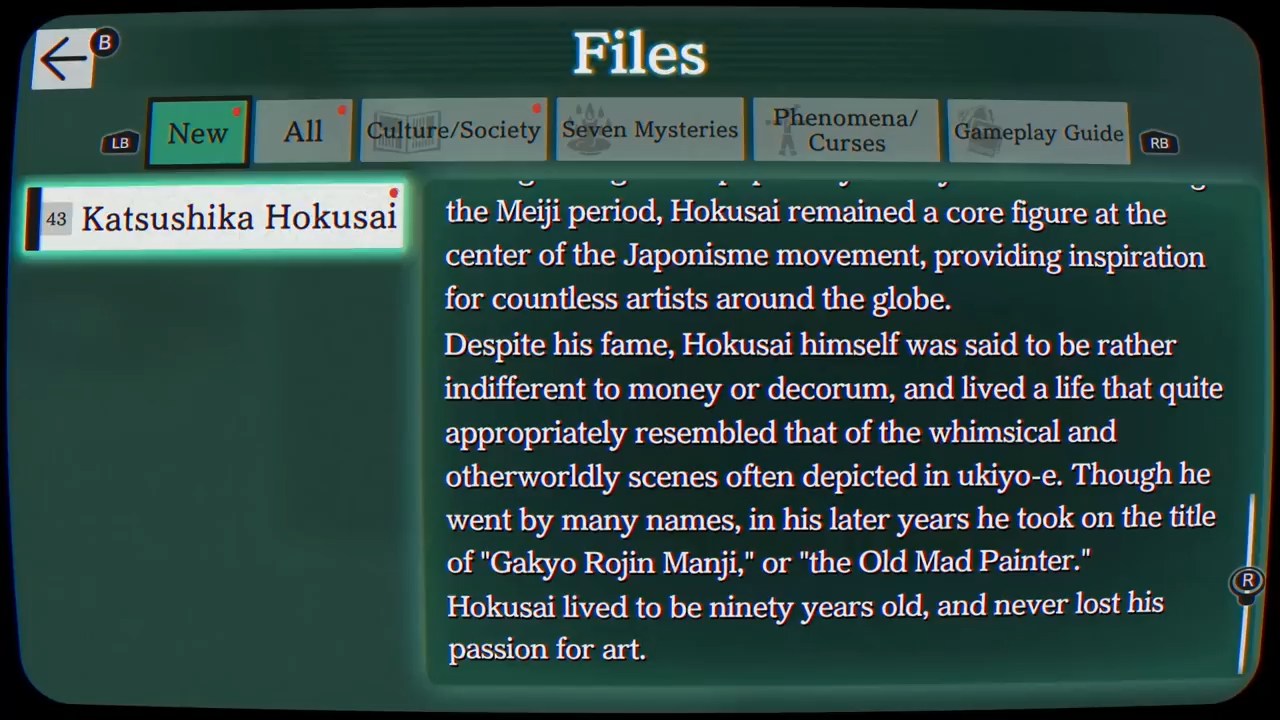 B
Files
LB
New
All
Culture/Society
Seven Mysteries
Phenomena/
Curses
Gameplay Guide
RB
43 Katsushika Hokusai
the Meiji period, Hokusai remained a core figure at the
center of the Japonisme movement, providing inspiration
for countless artists around the globe.
Despite his fame, Hokusai himself was said to be rather
indifferent to money or decorum, and lived a life that quite
appropriately resembled that of the whimsical and
otherworldly scenes often depicted in ukiyo-e. Though he
went by many names, in his later years he took on the title
of "Gakyo Rojin Manji," or "the Old Mad Painter."
Hokusai lived to be ninety years old, and never lost his
passion for art.
R